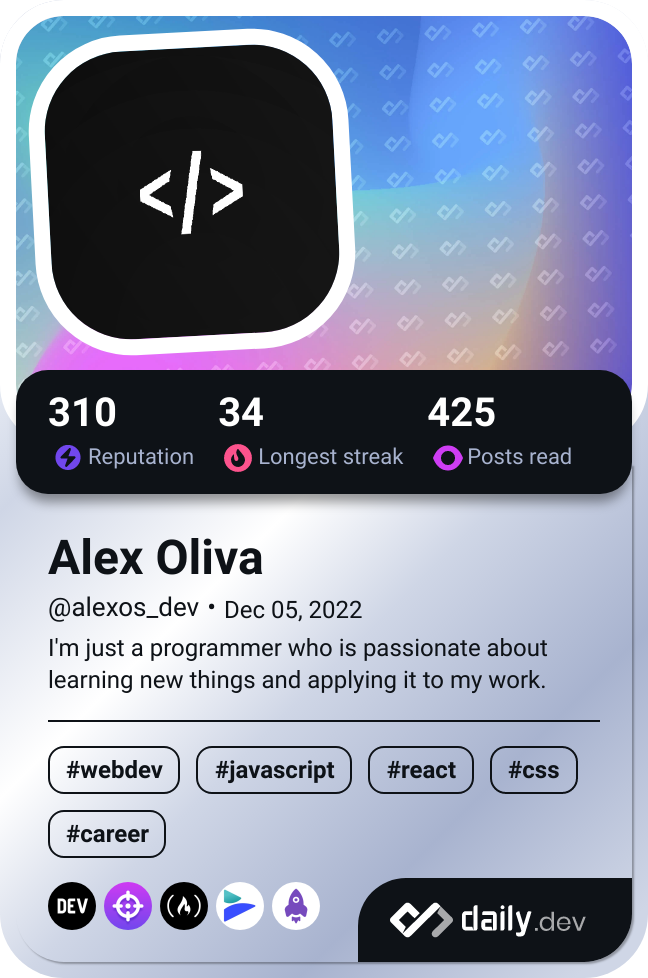 </>
310 34 425
Reputation Longest streak Posts read
Alex Oliva
@alexos_dev • Dec 05, 2022
I'm just a programmer who is passionate about
learning new things and applying it to my work.
#webdev #javascript #react #css
#career
DEV daily.dev